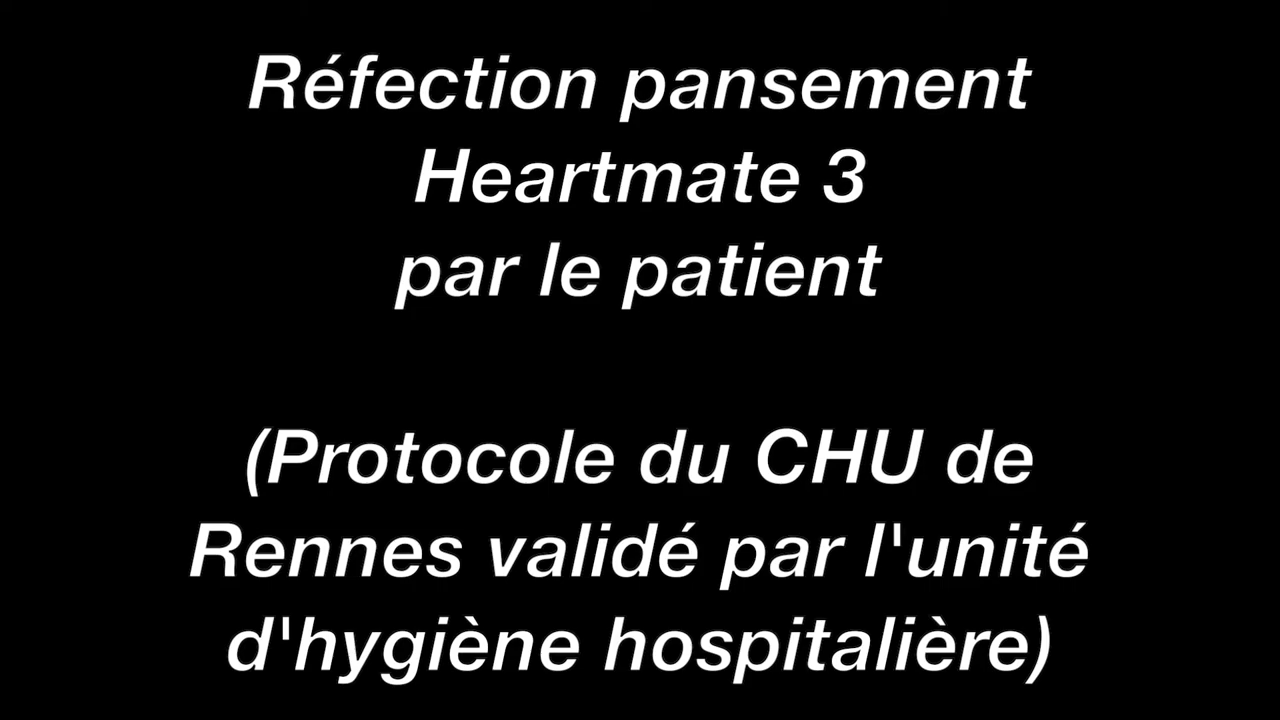 Réfection pansement
Heartmate 3
par le patient
(Protocole du CHU de
Rennes validé par l'unité
d'hygiène hospitalière)